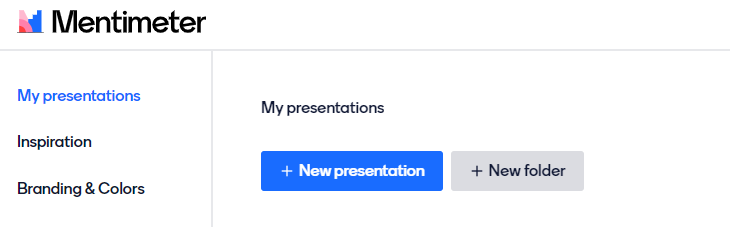 Mentimeter
My presentations
Inspiration
Branding & Colors
My presentations
+ New presentation
+ New folder